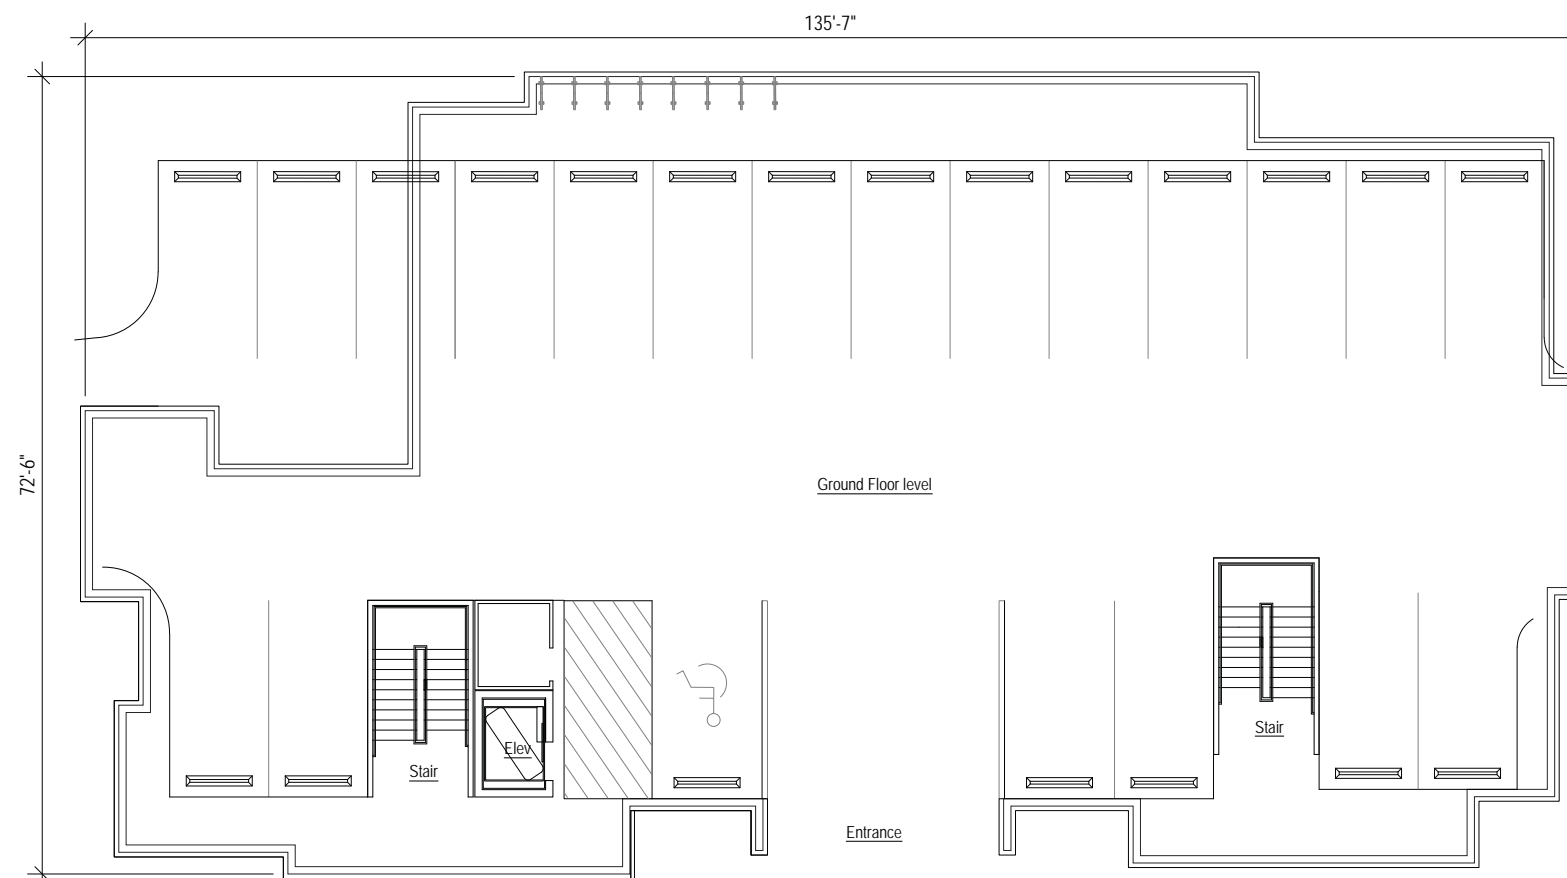 135'-7"
72'-6"
Ground Floor level
Stair
Elev
Stair
Entrance